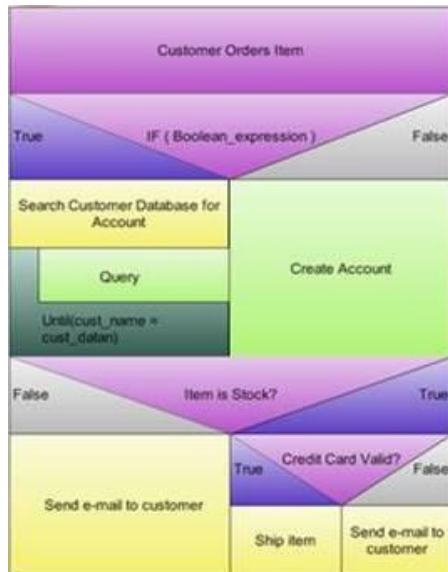 Customer Orders Item
True
IF ( Boolean_expression )
False
Search Customer Database for
Account
Query
Until(cust_name =
cust_datan)
Create Account
False
Item is Stock?
True
Send e-mail to customer
True
Credit Card Valid?
False
Ship item
Send e-mail to
customer